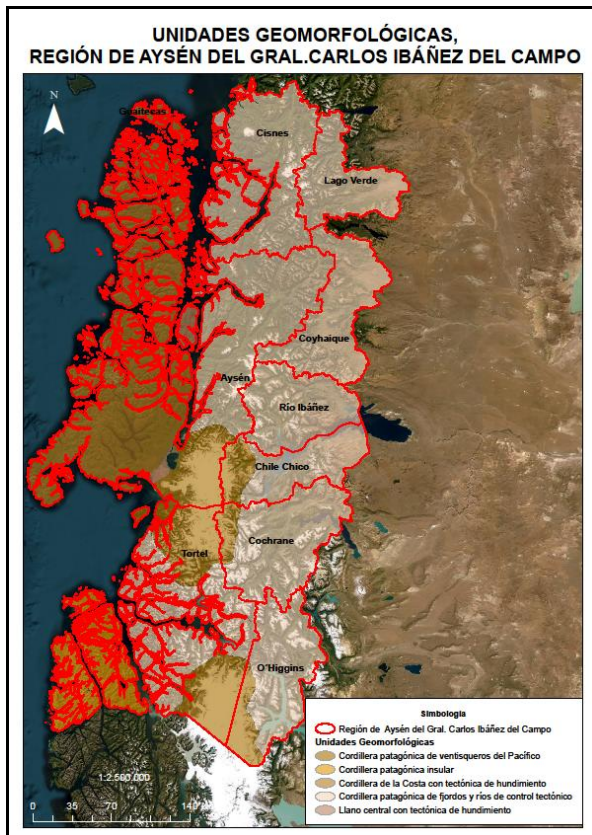 UNIDADES GEOMORFOLÓGICAS,
REGIÓN DE AYSÉN DEL GRAL.CARLOS IBÁÑEZ DEL CAMPO
N
Guaitecas
Cisnes
Lago Verde
Coyhaique
Aysén
Río Ibáñez
Chile Chico
Cochrane
Tortel
O'Higgins
Simbología
Región de Aysén del Gral. Carlos Ibáñez del Campo
Unidades Geomorfológicas
Cordillera patagónica de ventisqueros del Pacífico
Cordillera patagónica insular
Cordillera de la Costa con tectónica de hundimiento
Cordillera patagónica de fjordos y ríos de control tectónico
Llano central con tectónica de hundimiento
1:2.500.000
0 35 70 140